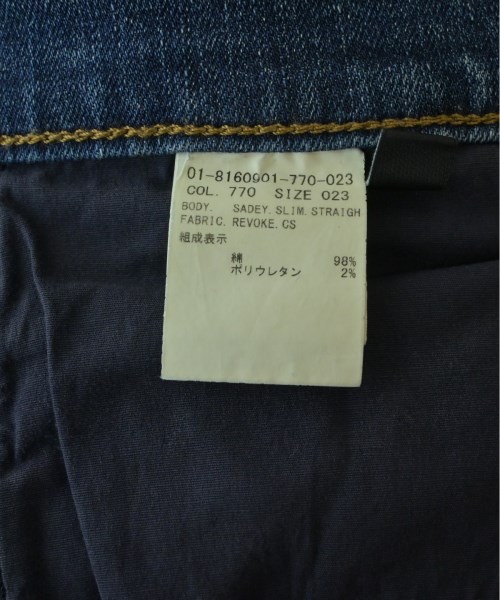 01-8160901-770-023
COL. 770 SIZE 023
BODY. SADEY.SLIM.STRAIGH
FABRIC.REVOKE.CS
組成表示
綿 98%
ポリウレタン 2%